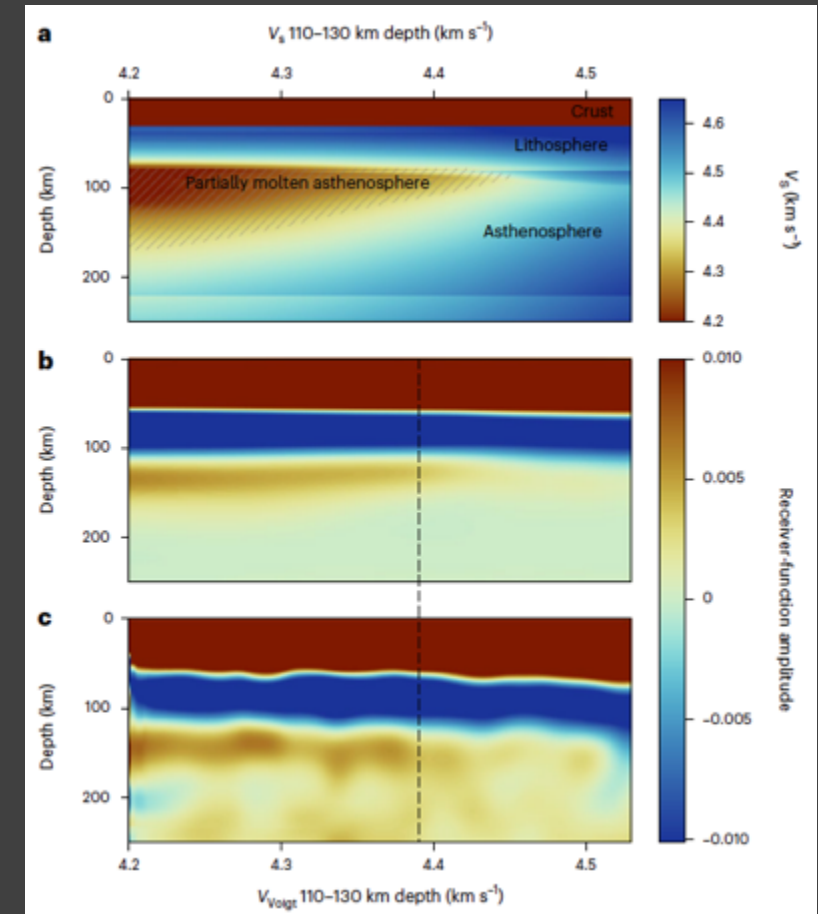 a
Vs 110–130 km depth (km s⁻¹)
4.2 4.3 4.4 4.5
0
100
200
Depth (km)
Crust
Lithosphere
Partially molten asthenosphere
Asthenosphere
4.6
4.5
4.4
4.3
4.2
Vs (km s⁻¹)
b
0
100
200
Depth (km)
0.010
0.005
0
−0.005
−0.010
Receiver-function amplitude
c
0
100
200
Depth (km)
4.2 4.3 4.4 4.5
VVoigt 110–130 km depth (km s⁻¹)